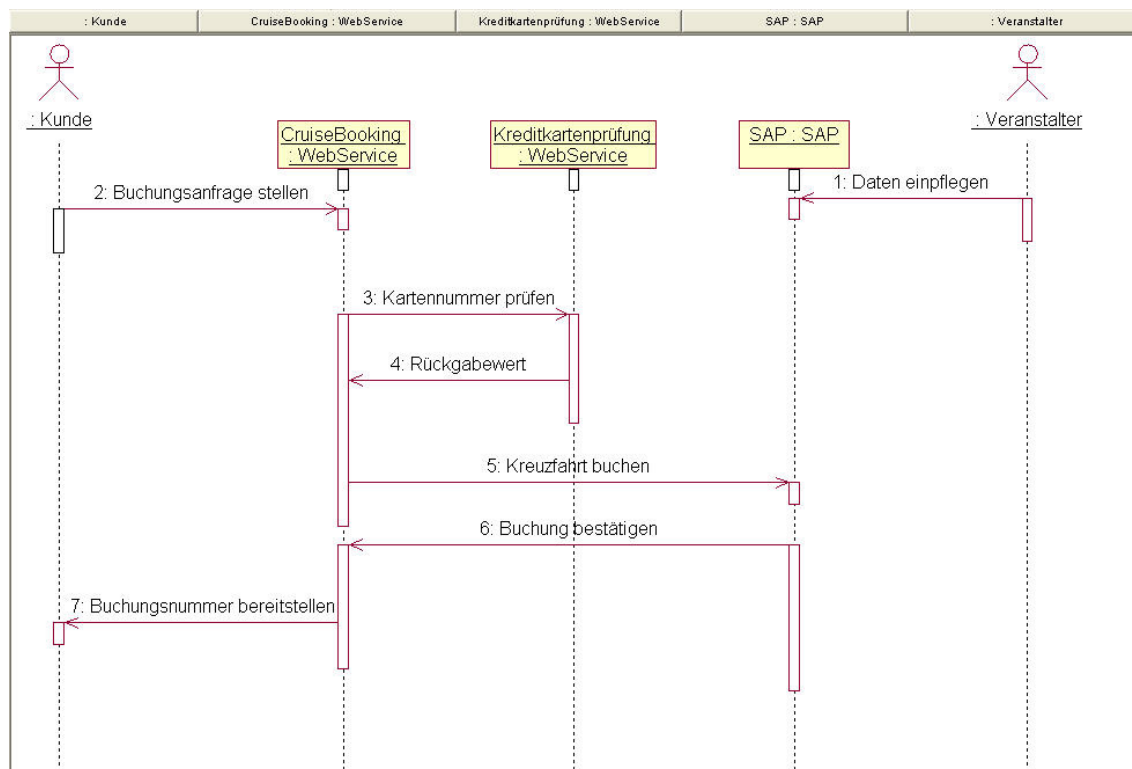 : Kunde
CruiseBooking : WebService
Kreditkartenprüfung : WebService
SAP : SAP
: Veranstalter
: Kunde
CruiseBooking
: WebService
Kreditkartenprüfung
: WebService
SAP : SAP
: Veranstalter
1: Daten einpflegen
2: Buchungsanfrage stellen
3: Kartennummer prüfen
4: Rückgabewert
5: Kreuzfahrt buchen
6: Buchung bestätigen
7: Buchungsnummer bereitstellen